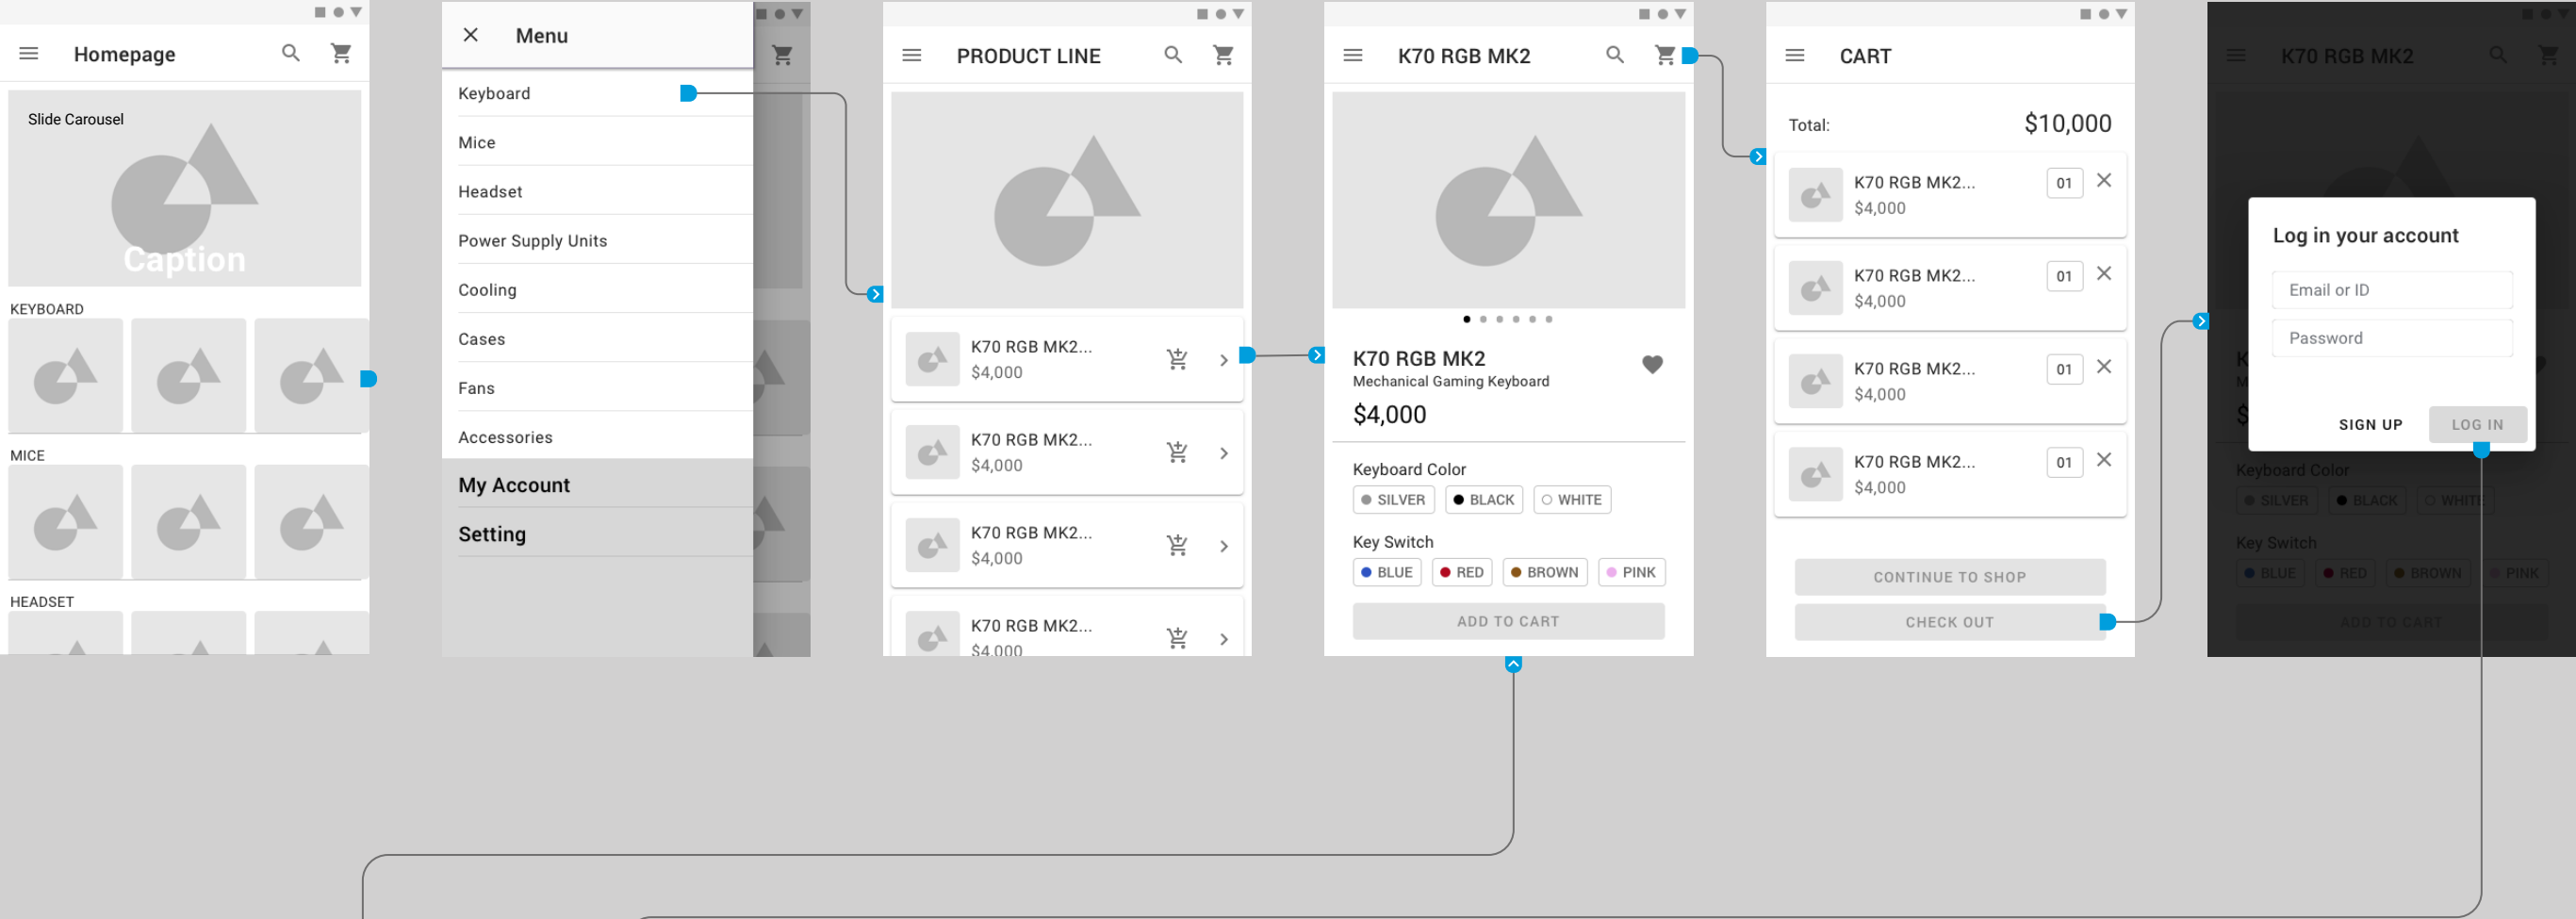 Homepage
Slide Carousel
Caption
KEYBOARD
MICE
HEADSET
Menu
Keyboard
Mice
Headset
Power Supply Units
Cooling
Cases
Fans
Accessories
My Account
Setting
PRODUCT LINE
K70 RGB MK2...
$4,000
K70 RGB MK2...
$4,000
K70 RGB MK2...
$4,000
K70 RGB MK2...
$4,000
K70 RGB MK2
K70 RGB MK2
Mechanical Gaming Keyboard
$4,000
Keyboard Color
SILVER BLACK WHITE
Key Switch
BLUE RED BROWN PINK
ADD TO CART
CART
Total: $10,000
K70 RGB MK2... 01
$4,000
K70 RGB MK2... 01
$4,000
K70 RGB MK2... 01
$4,000
K70 RGB MK2... 01
$4,000
CONTINUE TO SHOP
CHECK OUT
K70 RGB MK2
Log in your account
Email or ID
Password
SIGN UP LOG IN
Keyboard Color
SILVER BLACK WHITE
Key Switch
BLUE RED BROWN PINK
ADD TO CART